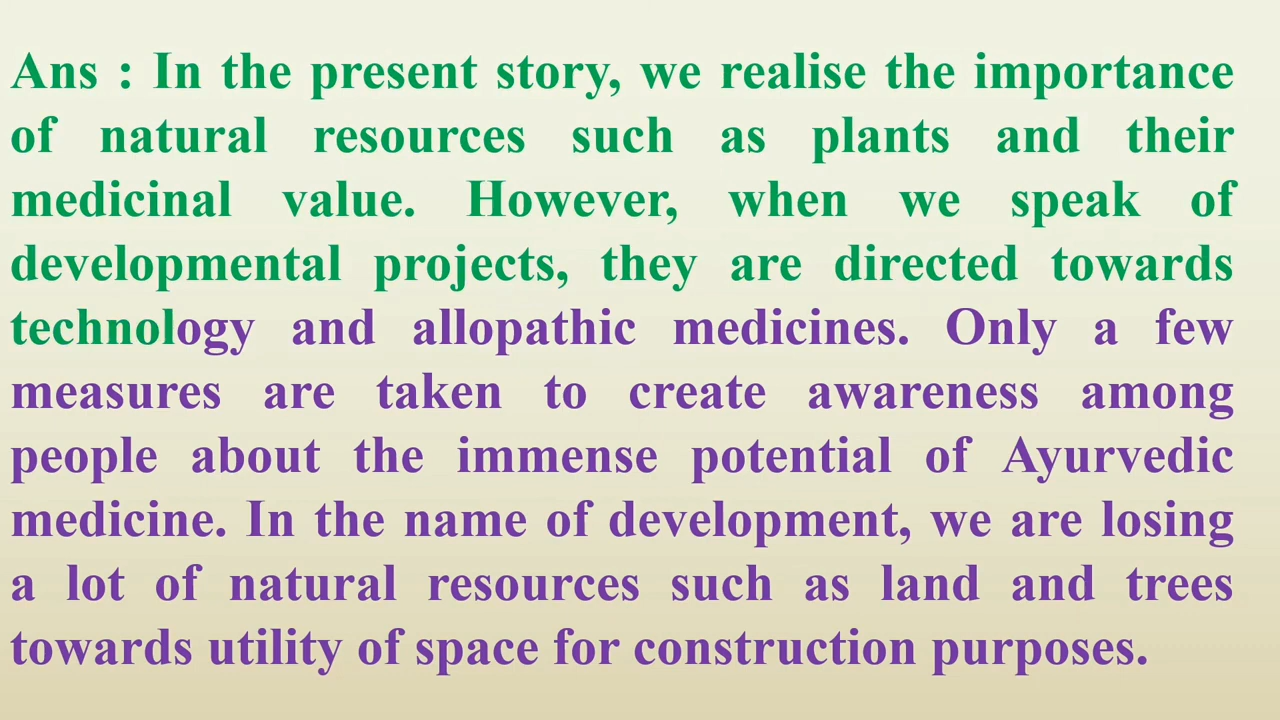 Ans : In the present story, we realise the importance
of natural resources such as plants and their
medicinal value. However, when we speak of
developmental projects, they are directed towards
technology and allopathic medicines. Only a few
measures are taken to create awareness among
people about the immense potential of Ayurvedic
medicine. In the name of development, we are losing
a lot of natural resources such as land and trees
towards utility of space for construction purposes.